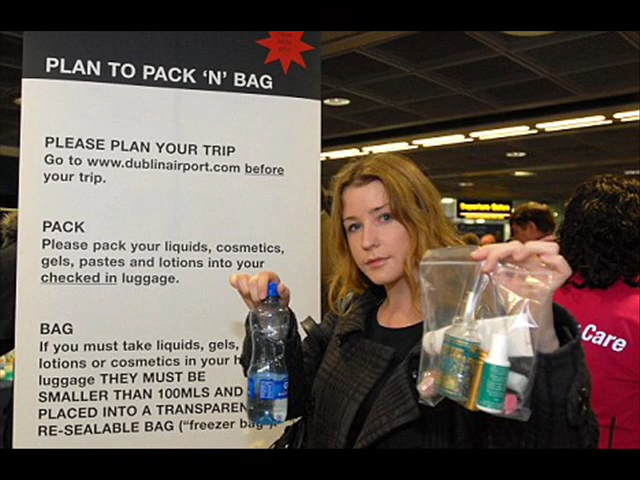 PLAN TO PACK ‘N’ BAG
PLEASE PLAN YOUR TRIP
Go to www.dublinairport.com before
your trip.
PACK
Please pack your liquids, cosmetics,
gels, pastes and lotions into your
checked in luggage.
BAG
If you must take liquids, gels,
lotions or cosmetics in your
luggage THEY MUST BE
SMALLER THAN 100MLS AND
PLACED INTO A TRANSPAREN
RE-SEALABLE BAG (“freezer bag”).
Departure Gates
Care